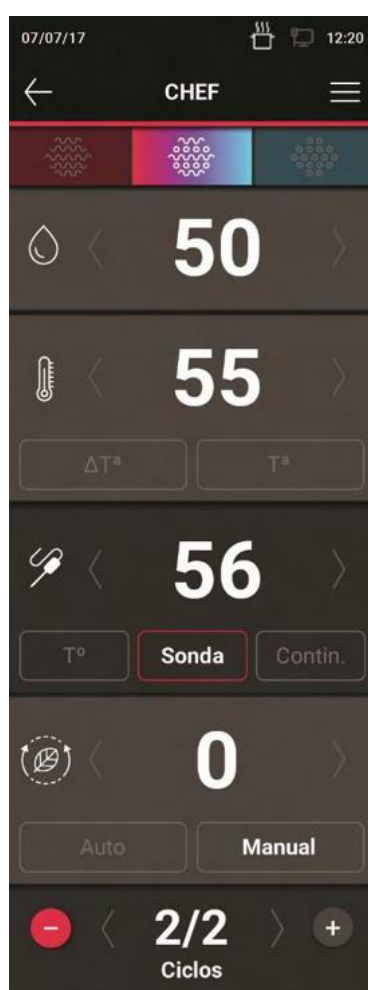 07/07/17 12:20
CHEF
50
55
ΔTª Tª
56
Tº Sonda Contin.
0
Auto Manual
- 2/2 +
Ciclos